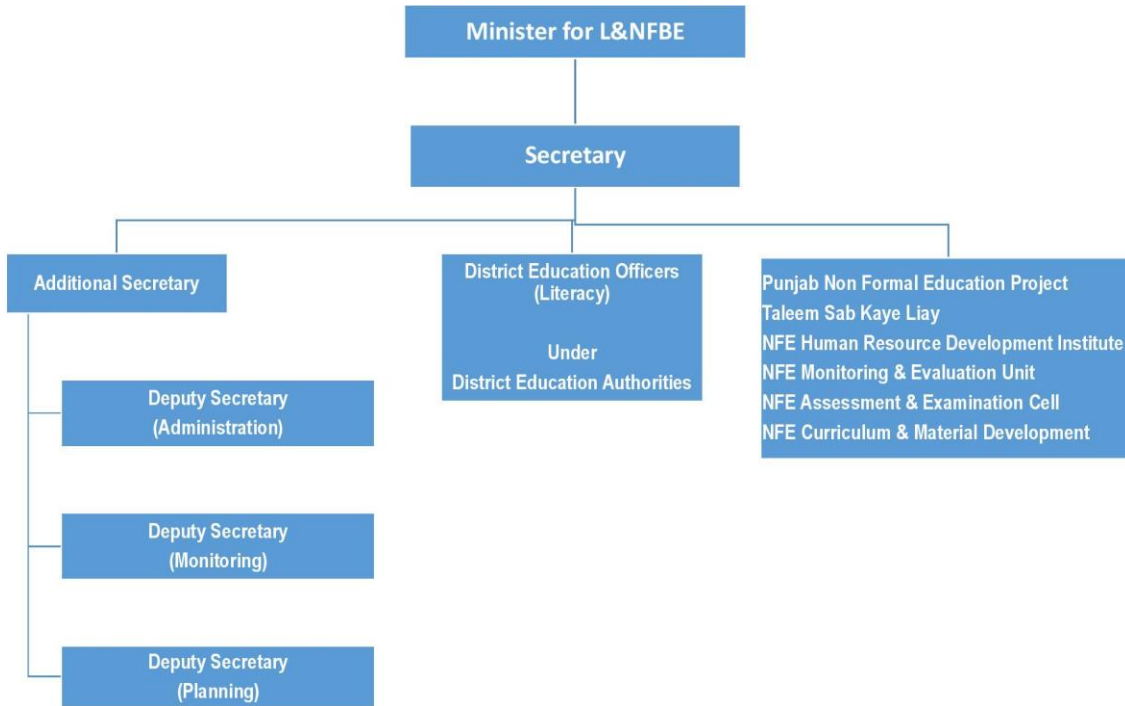 Minister for L&NFBE
Secretary
Additional Secretary
District Education Officers
(Literacy)
Under
District Education Authorities
Punjab Non Formal Education Project
Taleem Sab Kaye Liay
NFE Human Resource Development Institute
NFE Monitoring & Evaluation Unit
NFE Assessment & Examination Cell
NFE Curriculum & Material Development
Deputy Secretary
(Administration)
Deputy Secretary
(Monitoring)
Deputy Secretary
(Planning)